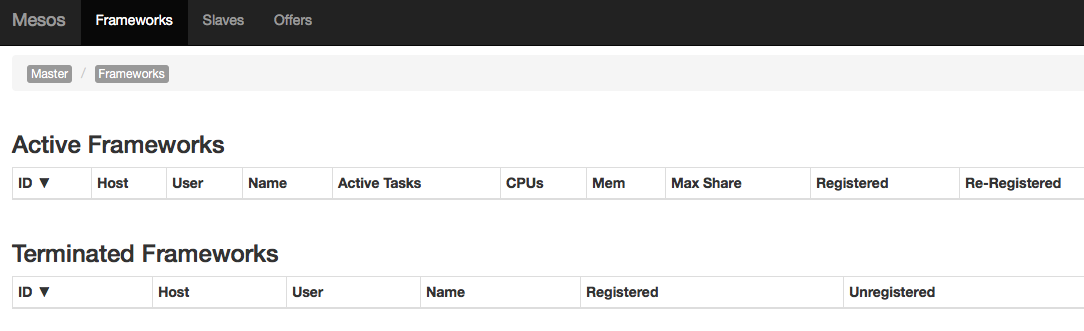 Mesos Frameworks Slaves Offers
Master / Frameworks
Active Frameworks
ID ▼ Host User Name Active Tasks CPUs Mem Max Share Registered Re-Registered
Terminated Frameworks
ID ▼ Host User Name Registered Unregistered